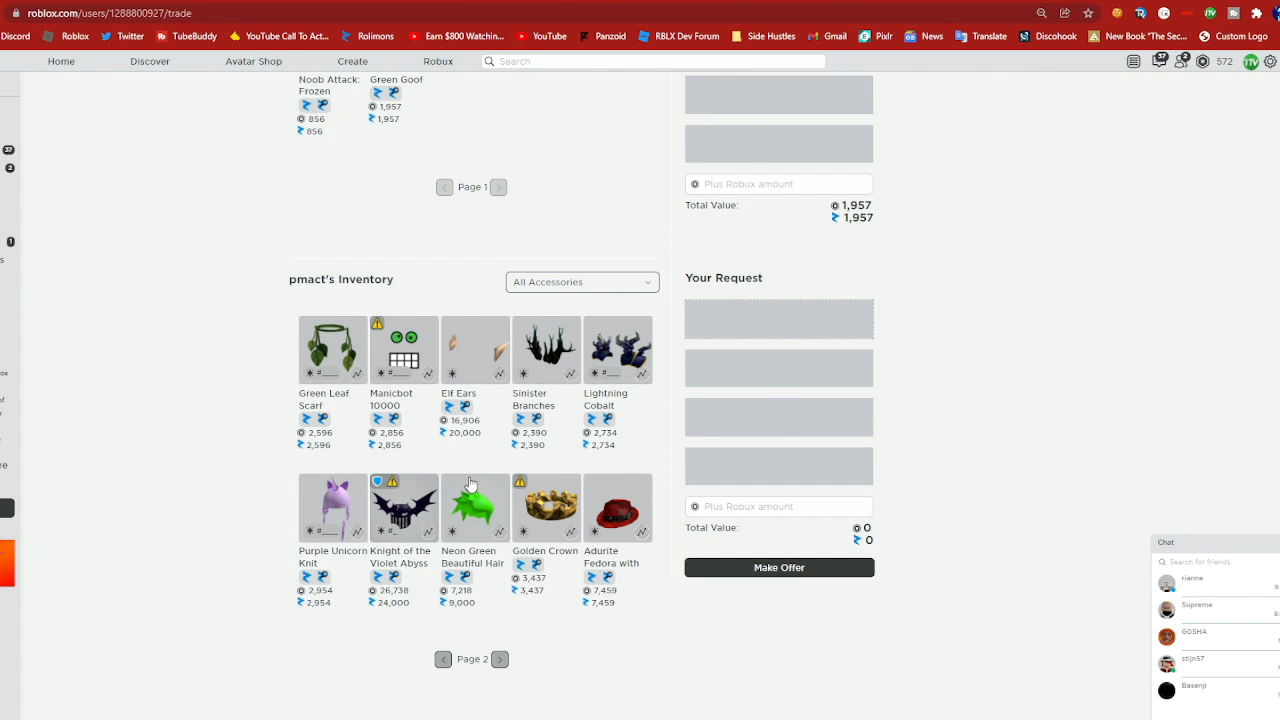 roblox.com/users/1288800927/trade
Discord Roblox Twitter TubeBuddy YouTube Call To Act... Rolimons Earn $800 Watchin... YouTube Panzoid RBLX Dev Forum Side Hustles Gmail Pixlr News Translate Discohook New Book "The Sec... Custom Logo
Home Discover Avatar Shop Create Robux Search 37 2 572
Noob Attack: Green Goof
Frozen
1,957
856 1,957
856
37
2
1
Page 1
Plus Robux amount
Total Value: 1,957
1,957
pmact's Inventory All Accessories
Your Request
Green Leaf Manicbot Elf Ears Sinister Lightning
Scarf 10000 Branches Cobalt
16,906
20,000
2,596 2,856 2,390 2,734
2,596 2,856 2,390 2,734
Purple Unicorn Knight of the Neon Green Golden Crown Adurite
Knit Violet Abyss Beautiful Hair Fedora with
3,437
2,954 26,738 7,218 3,437 7,459
2,954 24,000 9,000 7,459
Page 2
Plus Robux amount
Total Value: 0
0
Make Offer
Chat
Search for friends
rianne
Supreme
G0SHA
stijn57
Basenji